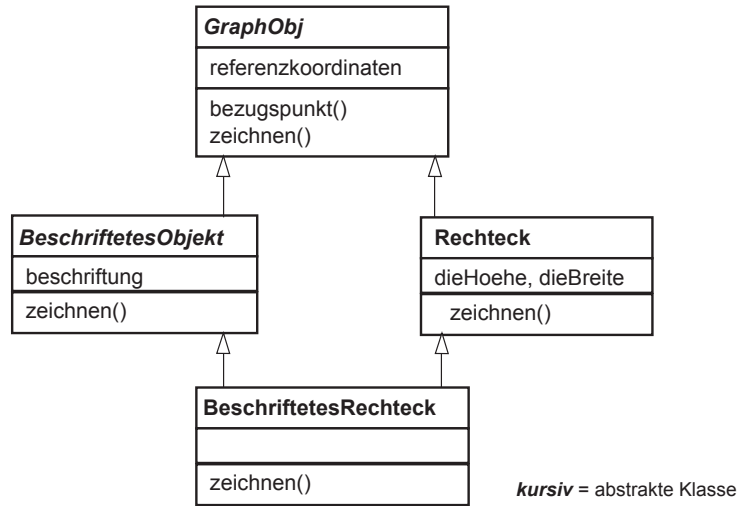 GraphObj
referenzkoordinaten
bezugspunkt()
zeichnen()
BeschriftetesObjekt
beschriftung
zeichnen()
Rechteck
dieHoehe, dieBreite
zeichnen()
BeschriftetesRechteck
zeichnen()
kursiv = abstrakte Klasse